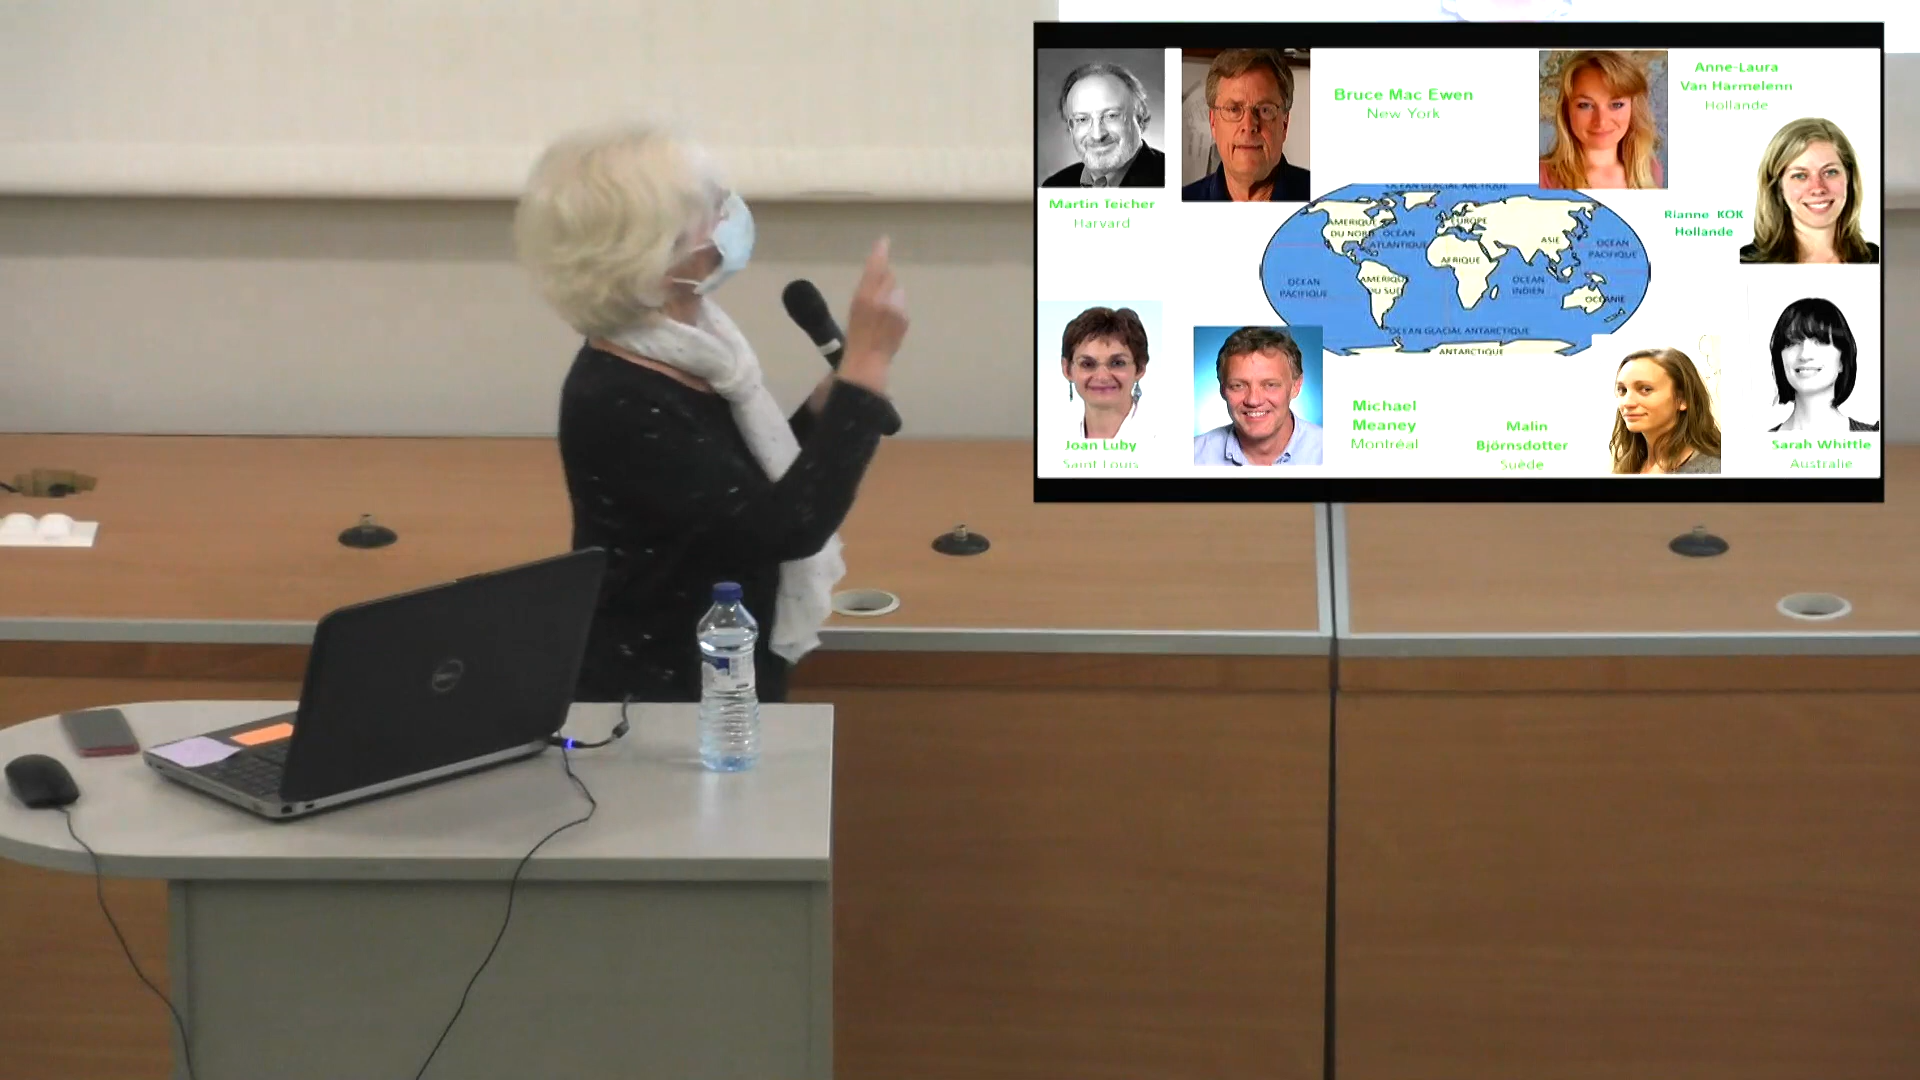 Bruce Mac Ewen
New York
Anne-Laura
Van Harmelenn
Hollande
Martin Teicher
Harvard
Rianne KOK
Hollande
OCEAN GLACIAL ARCTIQUE
AMERIQUE
DU NORD
OCEAN
ATLANTIQUE
EUROPE
ASIE
OCEAN
PACIFIQUE
AFRIQUE
OCEAN
PACIFIQUE
AMERIQUE
DU SUD
OCEAN
INDIEN
OCEANIE
OCEAN GLACIAL ANTARCTIQUE
ANTARCTIQUE
Joan Luby
Saint Louis
Michael
Meaney
Montréal
Malin
Björnsdotter
Suède
Sarah Whittle
Australie
DELL